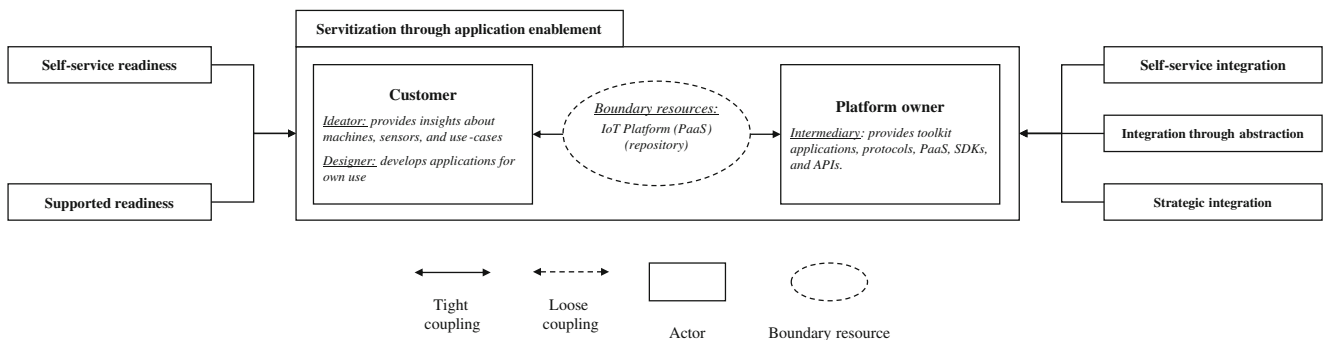 Servitization through application enablement
Self-service readiness
Supported readiness
Customer
Ideator: provides insights about
machines, sensors, and use-cases
Designer: develops applications for
own use
Boundary resources:
IoT Platform (PaaS)
(repository)
Platform owner
Intermediary: provides toolkit
applications, protocols, PaaS, SDKs,
and APIs.
Self-service integration
Integration through abstraction
Strategic integration
Tight
coupling
Loose
coupling
Actor
Boundary resource